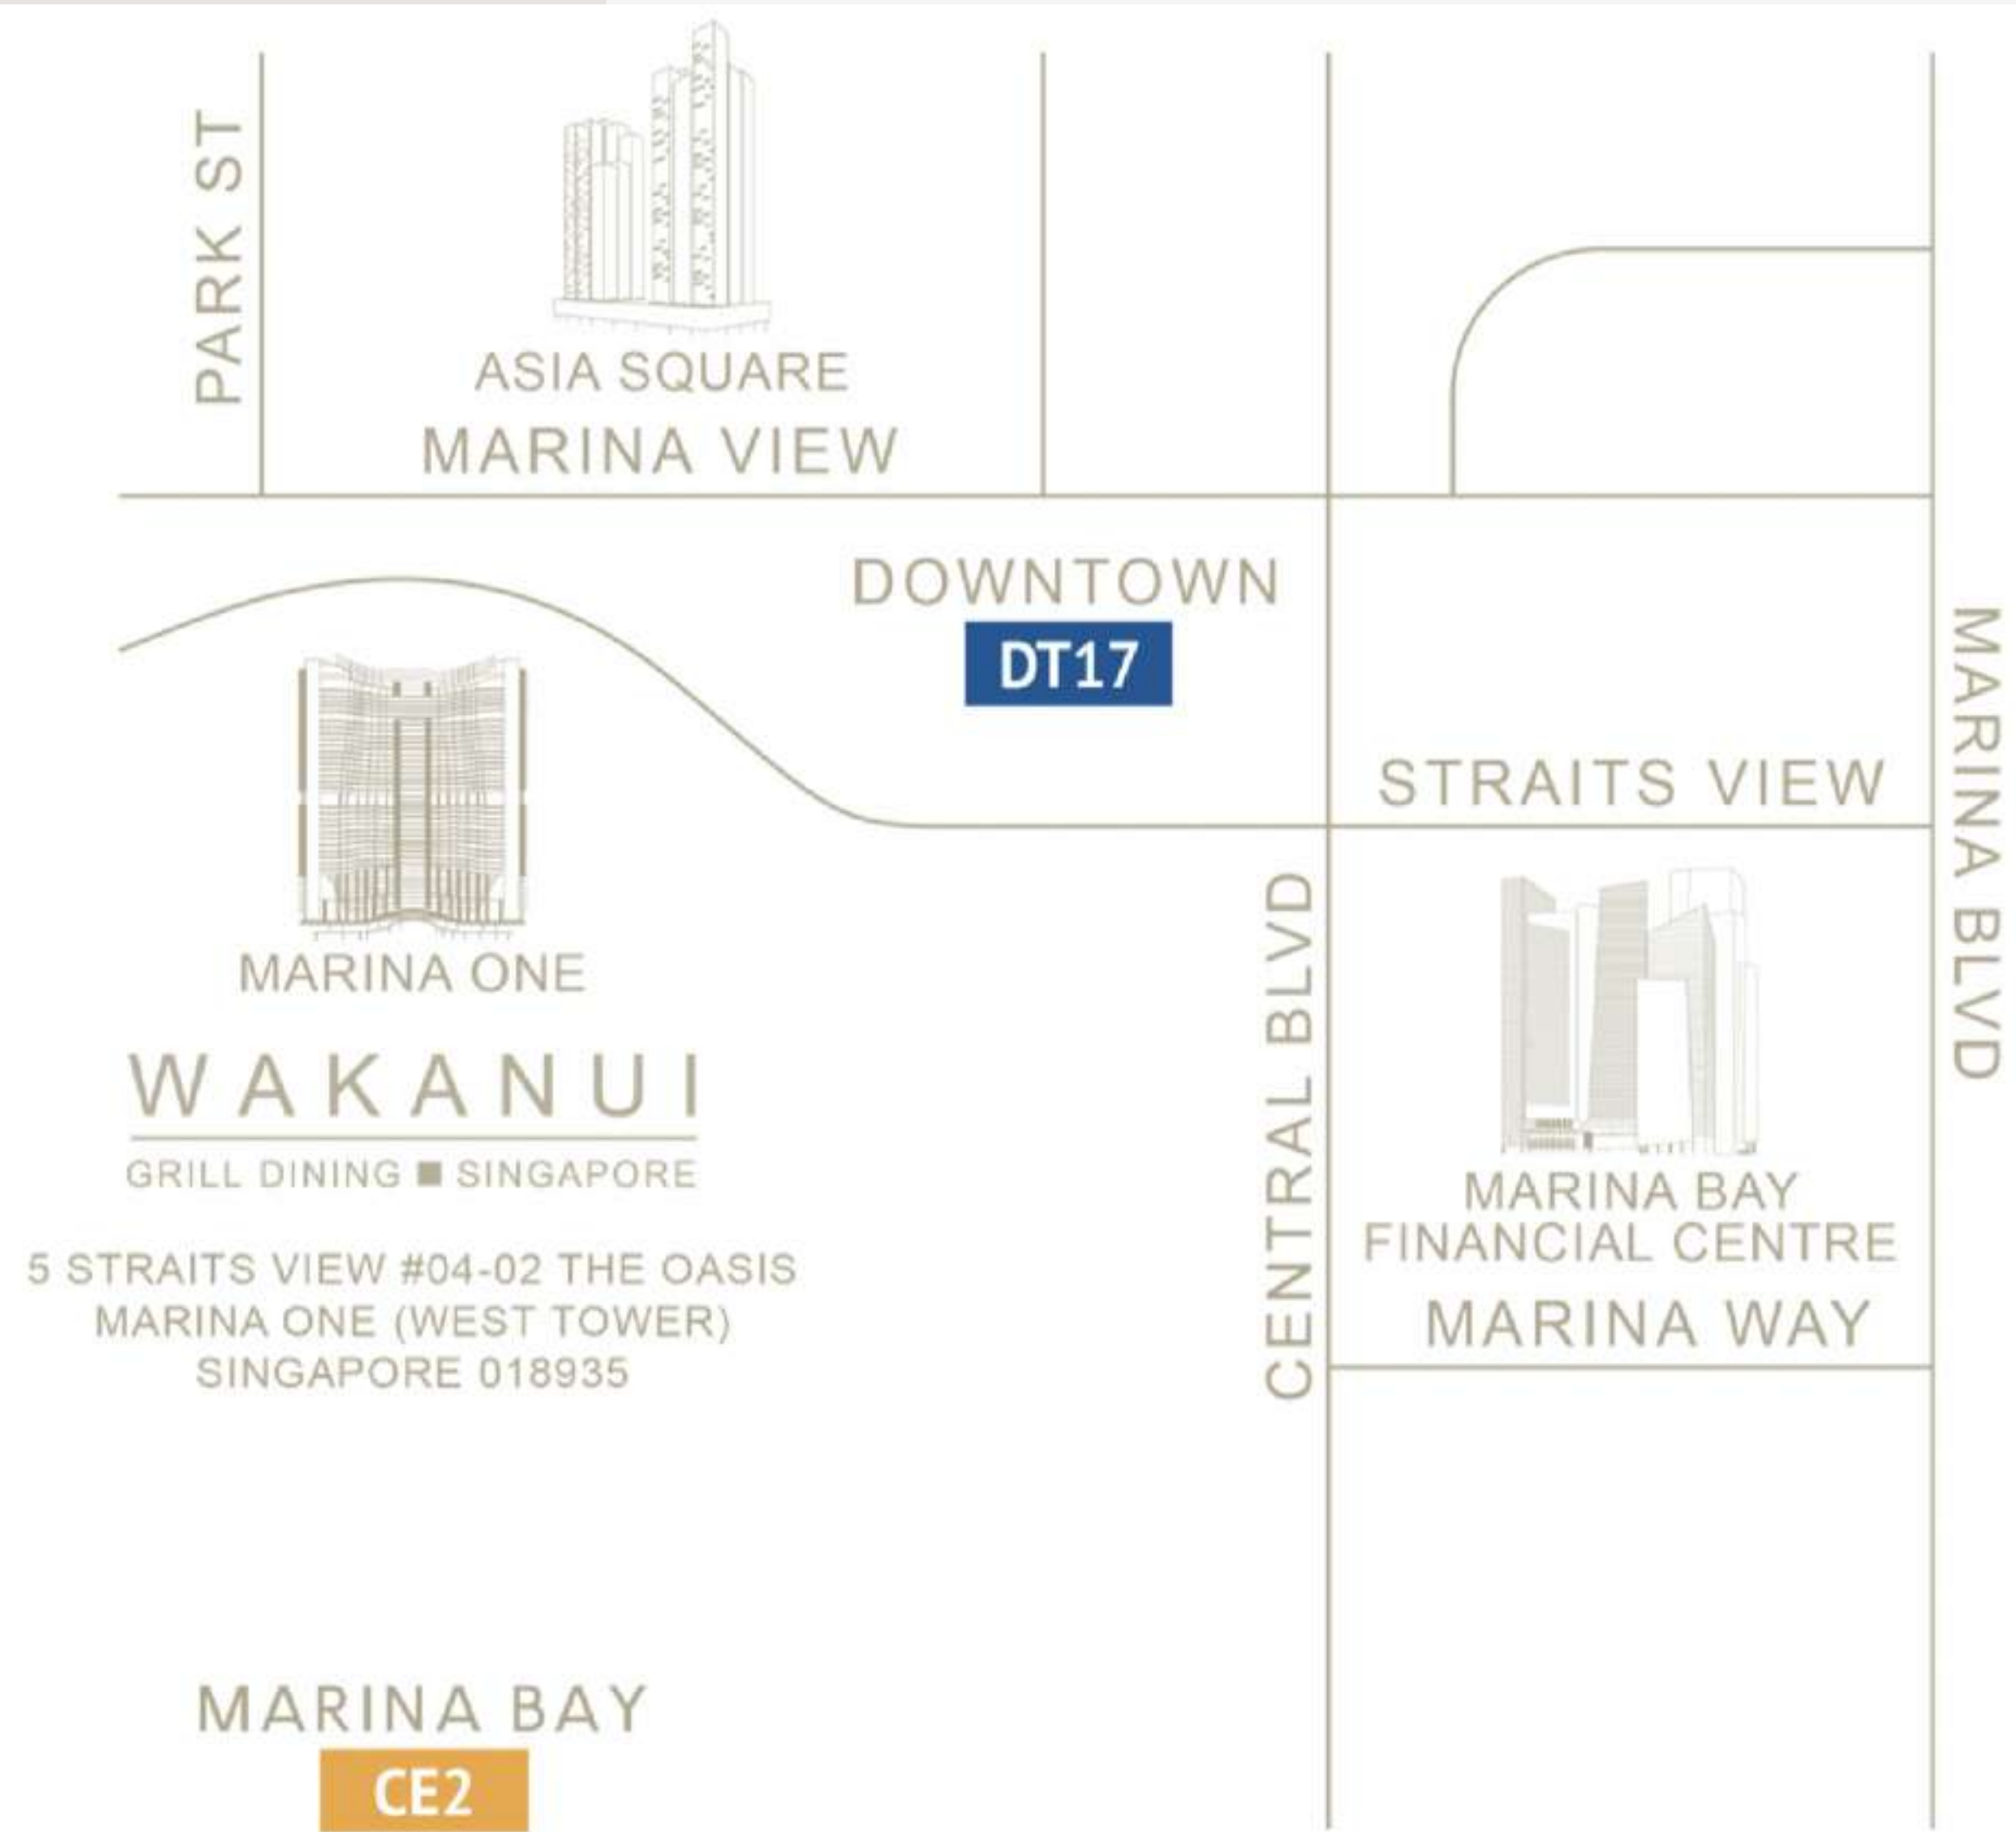 PARK ST
ASIA SQUARE
MARINA VIEW
DOWNTOWN
DT17
STRAITS VIEW
MARINA BLVD
MARINA ONE
WAKANUI
GRILL DINING ■ SINGAPORE
5 STRAITS VIEW #04-02 THE OASIS
MARINA ONE (WEST TOWER)
SINGAPORE 018935
CENTRAL BLVD
MARINA BAY
FINANCIAL CENTRE
MARINA WAY
MARINA BAY
CE2